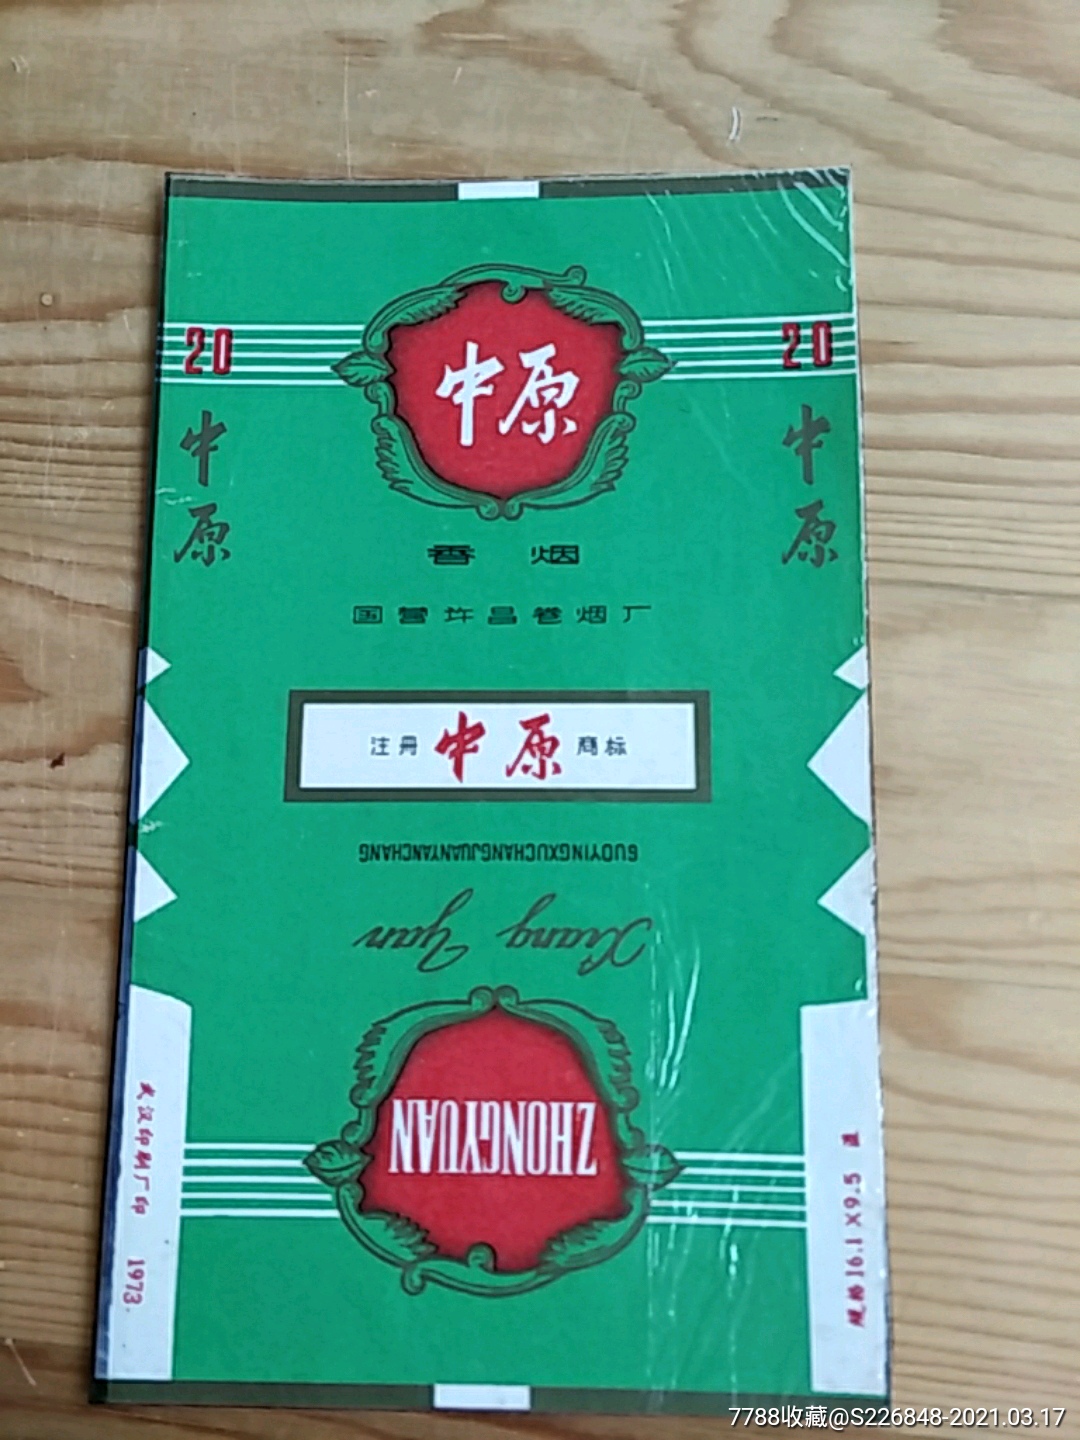 中原
20
20
中原
中原
香 烟
国营许昌卷烟厂
注册 中原 商标
GUOYINGXUCHANGJUANYANCHANG
Xiang Yan
ZHONGYUAN
武汉印刷厂印 1973.
规格16.1×9.5
7788收藏@S226848-2021.03.17